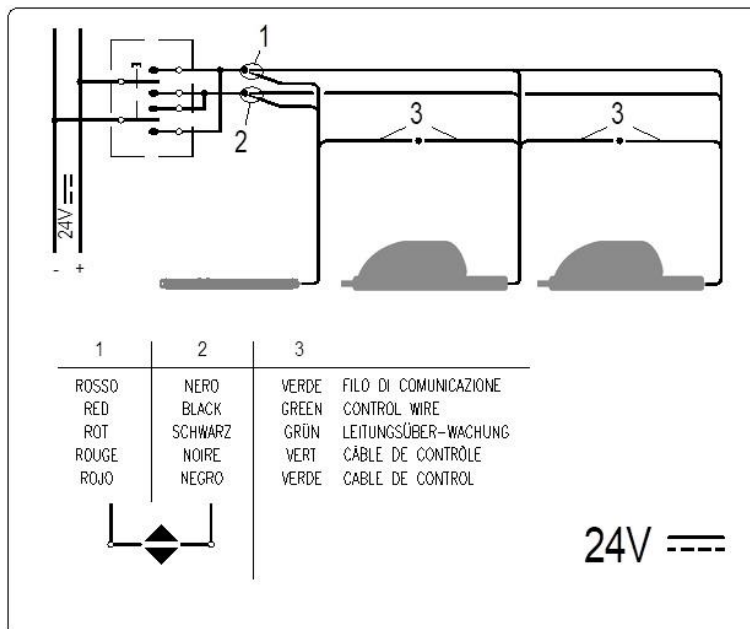 1
2
3
3
24V
- +
1 2 3
ROSSO NERO VERDE FILO DI COMUNICAZIONE
RED BLACK GREEN CONTROL WIRE
ROT SCHWARZ GRÜN LEITUNGSÜBER-WACHUNG
ROUGE NOIRE VERT CÂBLE DE CONTRÔLE
ROJO NEGRO VERDE CABLE DE CONTROL
24V